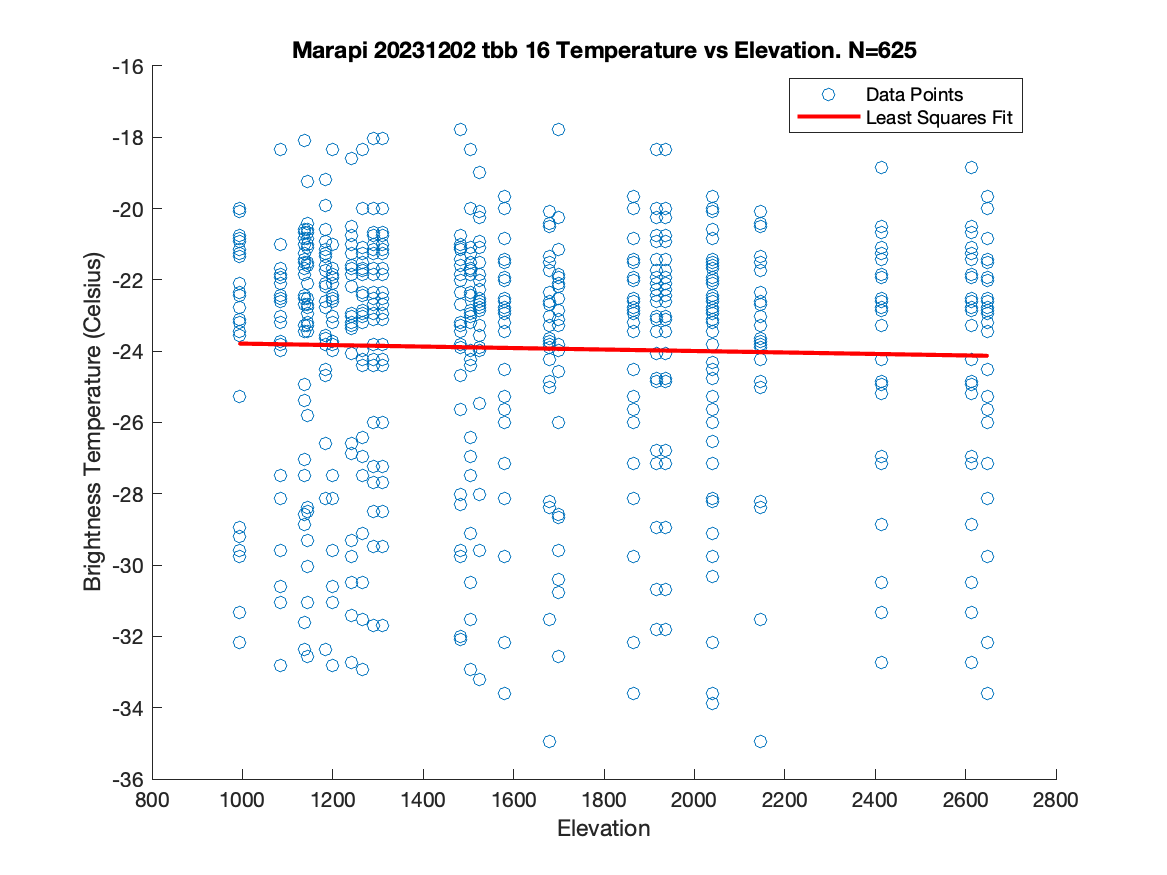 Marapi 20231202 tbb 16 Temperature vs Elevation. N=625
Data Points
Least Squares Fit
-16
-18
-20
-22
-24
-26
-28
-30
-32
-34
-36
Brightness Temperature (Celsius)
800 1000 1200 1400 1600 1800 2000 2200 2400 2600 2800
Elevation